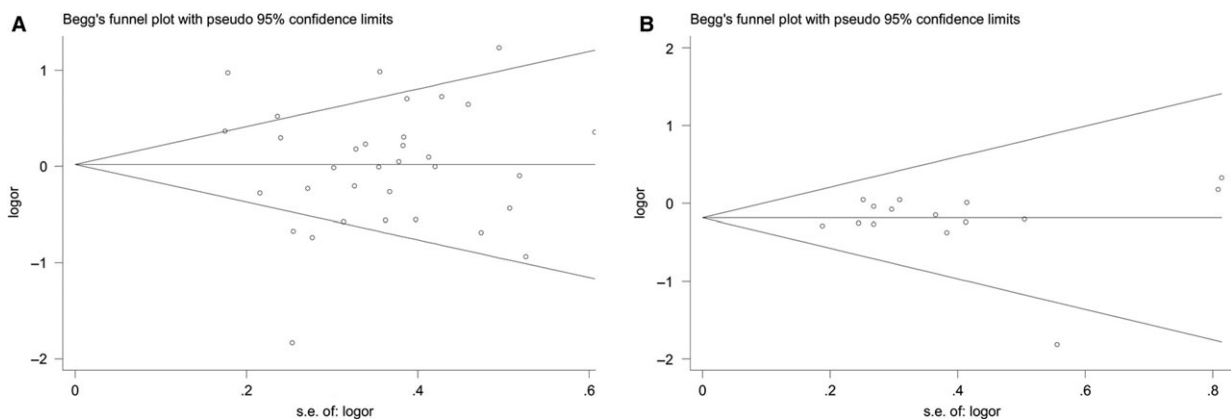 A
Begg's funnel plot with pseudo 95% confidence limits
logor
1
0
−1
−2
0
.2
.4
.6
s.e. of: logor
B
Begg's funnel plot with pseudo 95% confidence limits
logor
2
1
0
−1
−2
0
.2
.4
.6
.8
s.e. of: logor